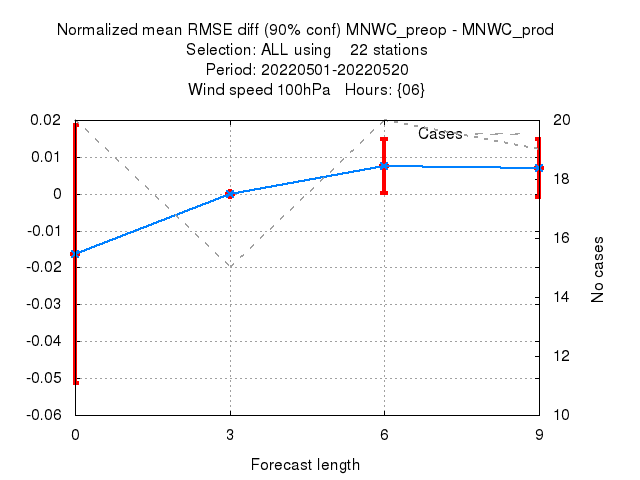 Normalized mean RMSE diff (90% conf) MNWC_preop - MNWC_prod
Selection: ALL using    22 stations
Period: 20220501-20220520
Wind speed 100hPa   Hours: {06}
Cases
0.02
0.01
0
-0.01
-0.02
-0.03
-0.04
-0.05
-0.06
20
18
16
14
12
10
No cases
0 3 6 9
Forecast length